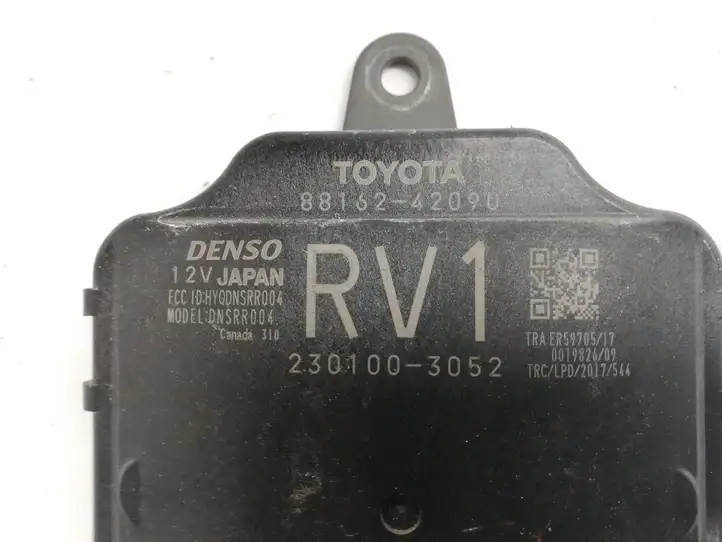 TOYOTA
88162-42090
DENSO
12V JAPAN
FCC ID:HYQDNSRR004
MODEL:DNSRR004
Canada 310
RV1
230100-3052
TRA ER59705/17
0019826/09
TRC/LPD/2017/544